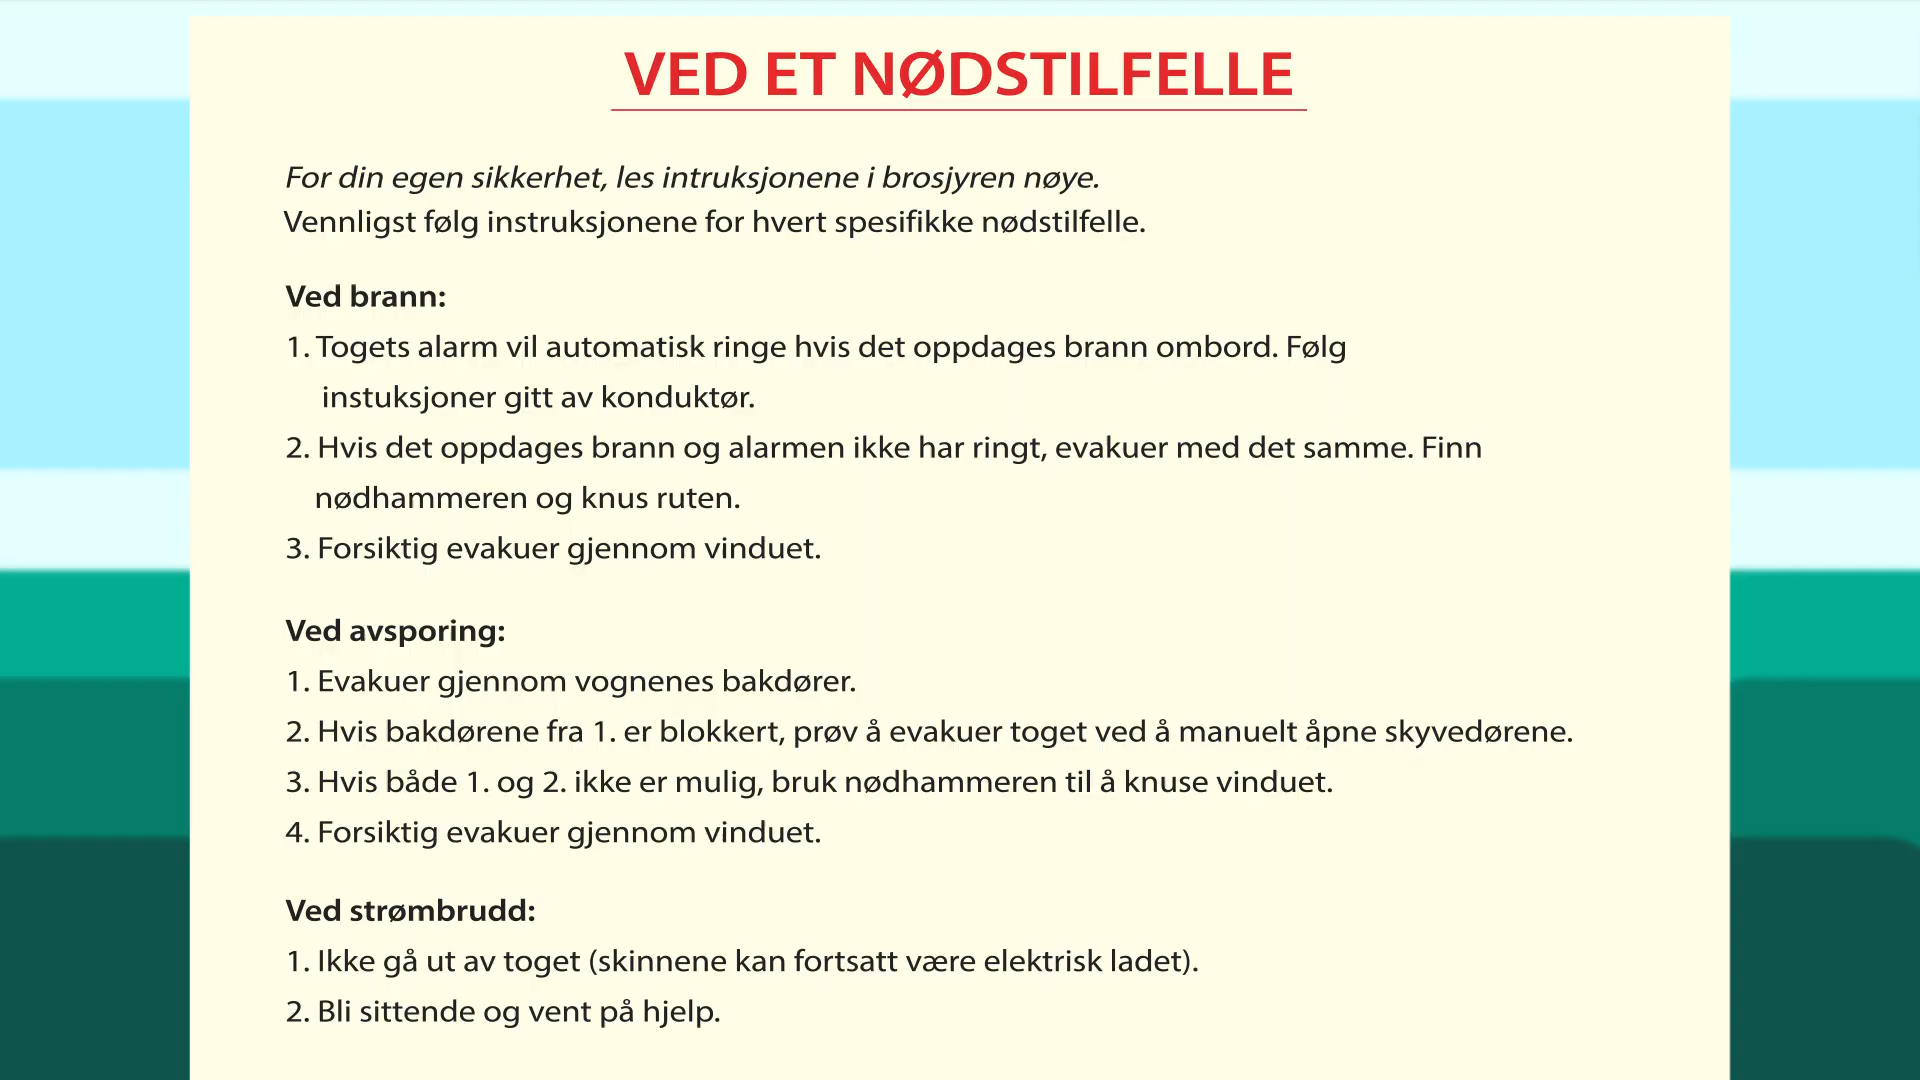 VED ET NØDSTILFELLE
For din egen sikkerhet, les intruksjonene i brosjyren nøye.
Vennligst følg instruksjonene for hvert spesifikke nødstilfelle.
Ved brann:
1. Togets alarm vil automatisk ringe hvis det oppdages brann ombord. Følg
instuksjoner gitt av konduktør.
2. Hvis det oppdages brann og alarmen ikke har ringt, evakuer med det samme. Finn
nødhammeren og knus ruten.
3. Forsiktig evakuer gjennom vinduet.
Ved avsporing:
1. Evakuer gjennom vognenes bakdører.
2. Hvis bakdørene fra 1. er blokkert, prøv å evakuer toget ved å manuelt åpne skyvedørene.
3. Hvis både 1. og 2. ikke er mulig, bruk nødhammeren til å knuse vinduet.
4. Forsiktig evakuer gjennom vinduet.
Ved strømbrudd:
1. Ikke gå ut av toget (skinnene kan fortsatt være elektrisk ladet).
2. Bli sittende og vent på hjelp.